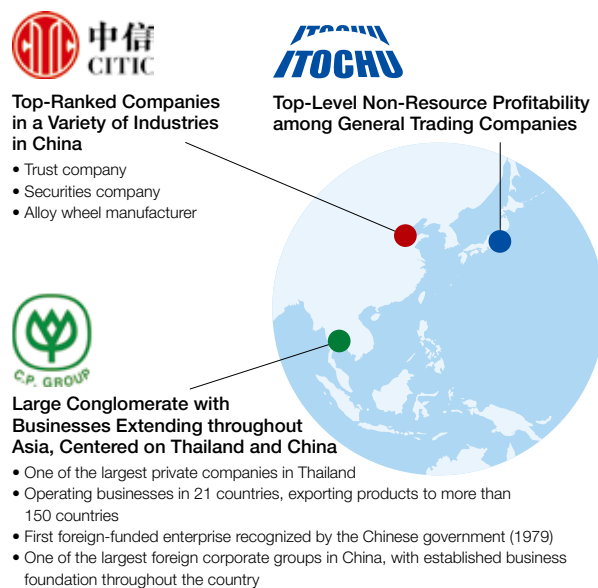 中信
CITIC
ITOCHU
Top-Ranked Companies
in a Variety of Industries
in China
• Trust company
• Securities company
• Alloy wheel manufacturer
Top-Level Non-Resource Profitability
among General Trading Companies
C.P. GROUP
Large Conglomerate with
Businesses Extending throughout
Asia, Centered on Thailand and China
• One of the largest private companies in Thailand
• Operating businesses in 21 countries, exporting products to more than
150 countries
• First foreign-funded enterprise recognized by the Chinese government (1979)
• One of the largest foreign corporate groups in China, with established business
foundation throughout the country